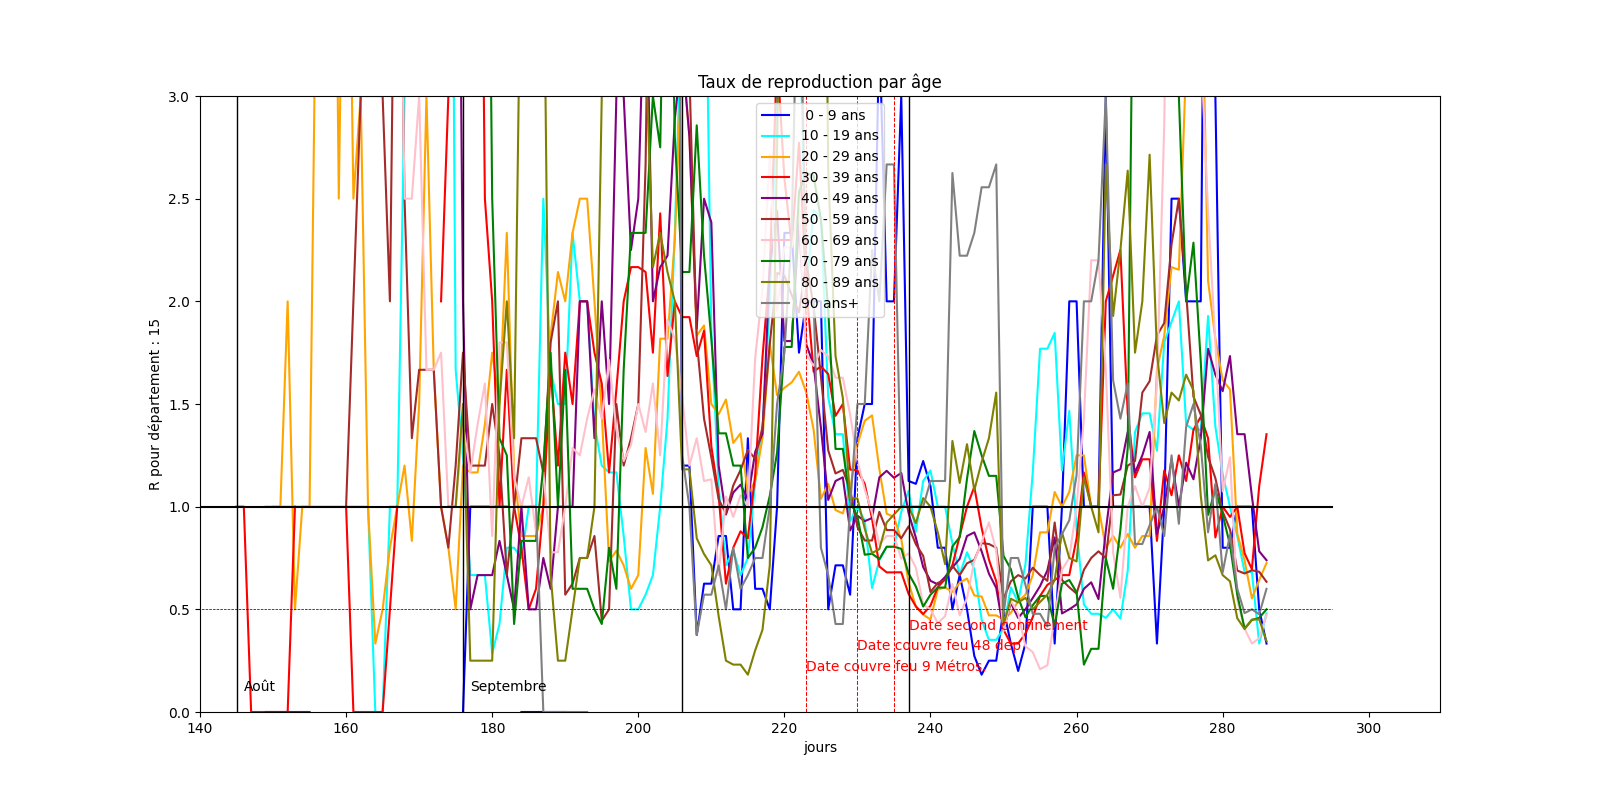 Taux de reproduction par âge
R pour département : 15
3.0
2.5
2.0
1.5
1.0
0.5
0.0
0 - 9 ans
10 - 19 ans
20 - 29 ans
30 - 39 ans
40 - 49 ans
50 - 59 ans
60 - 69 ans
70 - 79 ans
80 - 89 ans
90 ans+
Date second confinement
Date couvre feu 48 dep
Date couvre feu 9 Métros
Août
Septembre
140
160
180
200
220
240
260
280
300
jours